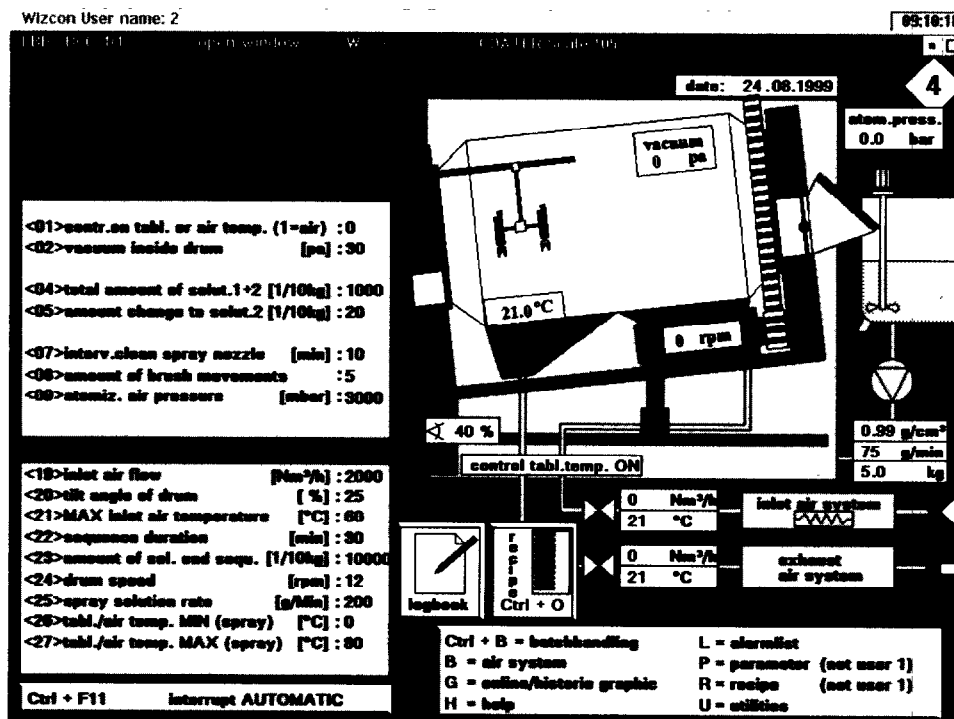 Wizcon User name: 2
09:10:18
open window
date: 24.08.1999
4
atom.press.
0.0 bar
vacuum
0 pa
<01>contr.on tabl. or air temp. (1=air) :0
<02>vacuum inside drum [pa] :30
<04>total amount of solut.1+2 [1/10kg] :1000
<05>amount change to solut.2 [1/10kg] :20
<07>interv.clean spray nozzle [min] :10
<08>amount of brush movements :5
<09>atomiz. air pressure [mbar] :3000
21.0°C
0 rpm
40 %
0.99 g/cm³
75 g/min
5.0 kg
control tabl.temp. ON
<19>inlet air flow [Nm³/h] :2000
<20>tilt angle of drum [ %] :25
<21>MAX inlet air temperature [°C] :60
<22>sequence duration [min] :30
<23>amount of sol. end sequ. [1/10kg] :10000
<24>drum speed [rpm] :12
<25>spray solution rate [g/Min] :200
<26>tabl./air temp. MIN (spray) [°C] :0
<27>tabl./air temp. MAX (spray) [°C] :80
0 Nm³/h
21 °C
inlet air system
0 Nm³/h
21 °C
exhaust
air system
logbook
recipe
Ctrl + O
Ctrl + B = batchhandling
B = air system
G = online/historic graphic
H = help
L = alarmlist
P = parameter (not user 1)
R = recipe (not user 1)
U = utilities
Ctrl + F11 interrupt AUTOMATIC